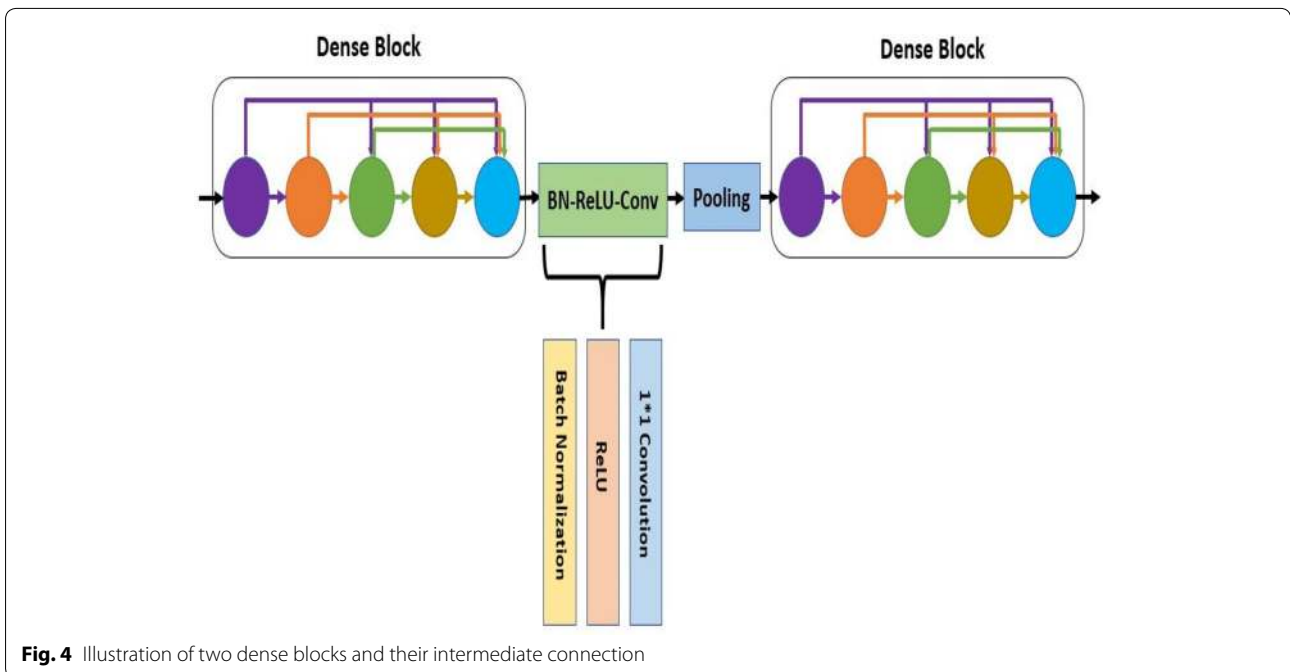 Dense Block
Dense Block
BN-ReLU-Conv
Pooling
Batch Normalization
ReLU
1*1 Convolution
Fig. 4 Illustration of two dense blocks and their intermediate connection